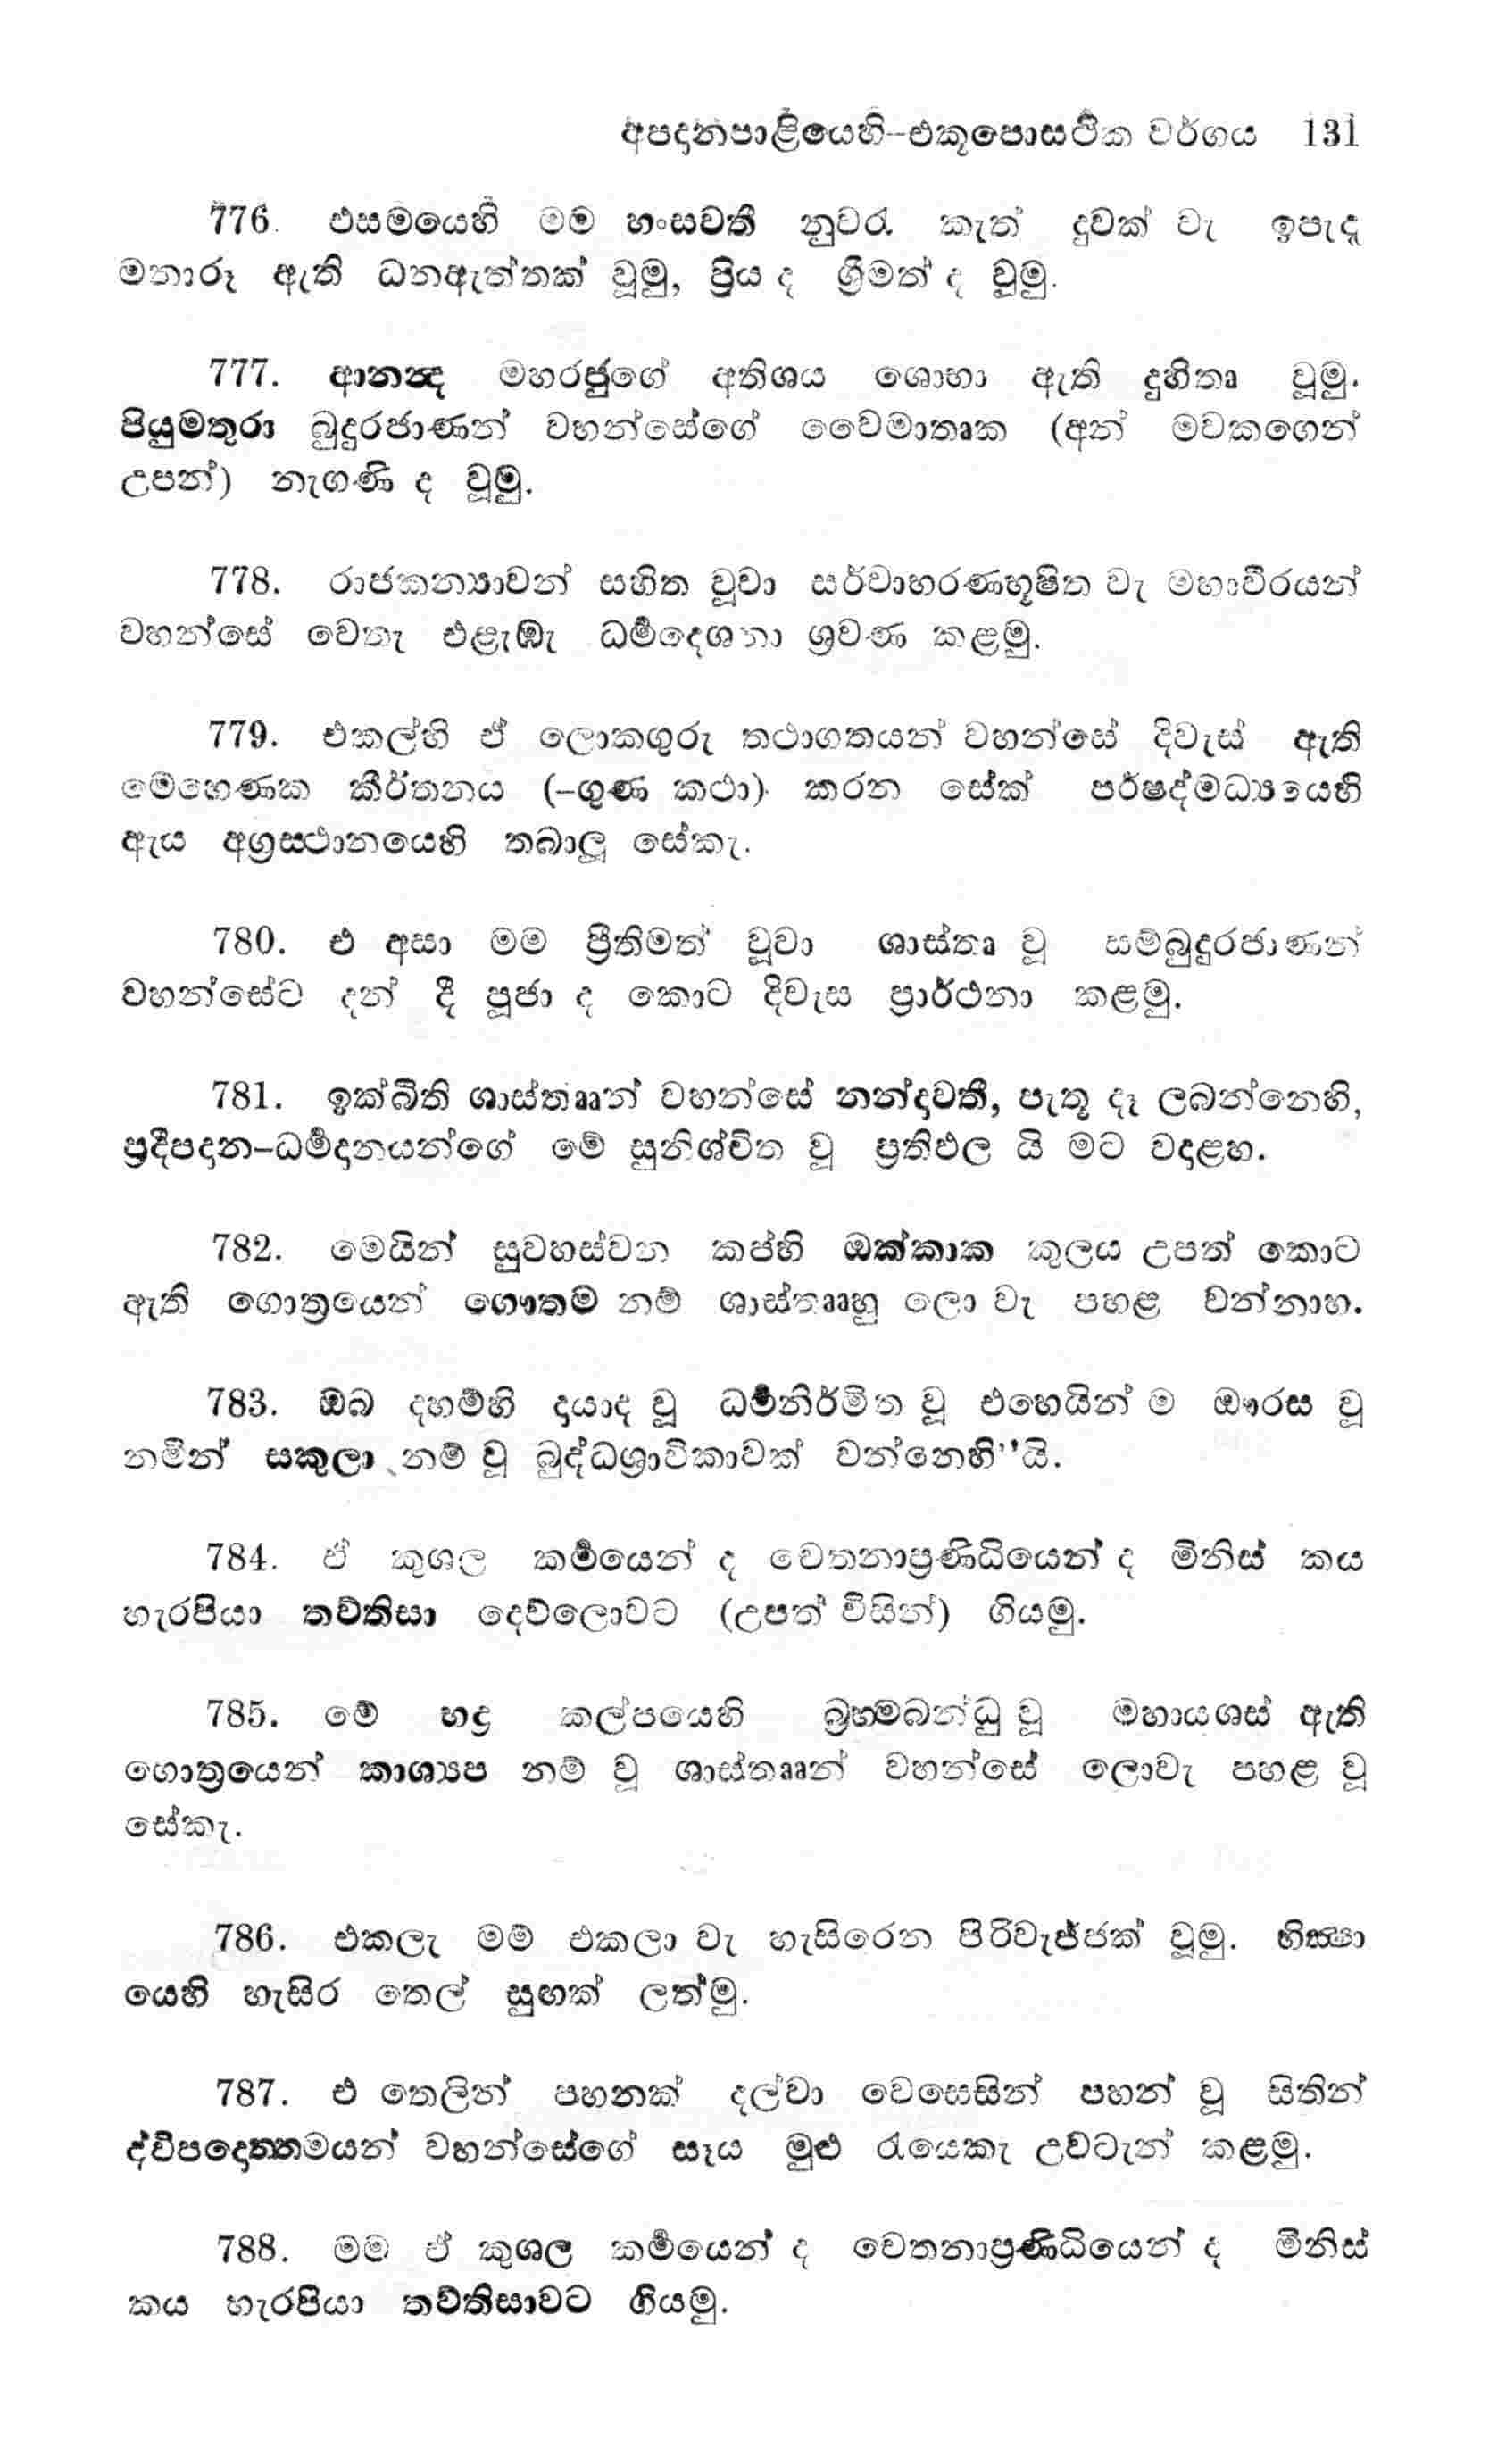 අපදානපාළියෙහි-එකූපොසථික වර්ගය 131
776. එසමයෙහි මම හංසවතී නුවර කැත් දුවක් වැ ඉපැද
මනාරූ ඇති ධනඇත්තක් වූමු, ප්‍රිය ද ශ්‍රීමත් ද වූමු.
777. ආනන්‍ද මහරජුගේ අතිශය ශොභා ඇති දුහිතෘ වූමු.
පියුමතුරා බුදුරජාණන් වහන්සේගේ වෛමාතෘක (අන් මවකගෙන්
උපන්) නැගණි ද වූමු.
778. රාජකන්‍යාවන් සහිත වූවා සර්වාභරණභූෂිත වැ මහාවීරයන්
වහන්සේ වෙතැ එළැඹැ ධර්‍මදෙශනා ශ්‍රවණ කළමු.
779. එකල්හි ඒ ලොකගුරු තථාගතයන් වහන්සේ දිවැස් ඇති
මෙහෙණක කීර්තනය (-ගුණ කථා) කරන සේක් පර්ෂද්මධ්‍යයෙහි
ඇය අග්‍රස්ථානයෙහි තබාලූ සේකැ.
780. එ අසා මම ප්‍රීතිමත් වූවා ශාස්තෘ වූ සම්බුදුරජාණන්
වහන්සේට දන් දී පූජා ද කොට දිවැස ප්‍රාර්ථනා කළමු.
781. ඉක්බිති ශාස්තෲන් වහන්සේ නන්දාවතී, පැතූ දෑ ලබන්නෙහි,
ප්‍රදීපදාන-ධර්‍මදානයන්ගේ මේ සුනිශ්චිත වූ ප්‍රතිඵල යි මට වදාළහ.
782. මෙයින් සුවහස්වන කප්හි ඔක්කාක කුලය උපත් කොට
ඇති ගොත්‍රයෙන් ගෞතම නම් ශාස්තෲහු ලො වැ පහළ වන්නාහ.
783. ඔබ දහම්හි දායාද වූ ධර්‍මනිර්මිත වූ එහෙයින් ම ඖරස වූ
නමින් සකුලා නම් වූ බුද්ධශ්‍රාවිකාවක් වන්නෙහි"යි.
784. ඒ කුශල කර්‍මයෙන් ද චෙතනාප්‍රණිධියෙන් ද මිනිස් කය
හැරපියා තව්තිසා දෙව්ලොවට (උපත් විසින්) ගියමු.
785. මේ භද්‍ර කල්පයෙහි බ්‍රහ්මබන්ධු වූ මහායශස් ඇති
ගොත්‍රයෙන් කාශ්‍යප නම් වූ ශාස්තෲන් වහන්සේ ලොවැ පහළ වූ
සේකැ.
786. එකලැ මම් එකලා වැ හැසිරෙන පිරිවැජ්ජක් වූමු. භික්‍ෂා
යෙහි හැසිර තෙල් සුඟක් ලත්මු.
787. එ තෙලින් පහනක් දල්වා වෙසෙසින් පහන් වූ සිතින්
ද්විපදොත්තමයන් වහන්සේගේ සෑය මුළු රැයෙකැ උවටැන් කළමු.
788. මම ඒ කුශල කර්‍මයෙන් ද චෙතනාප්‍රණිධියෙන් ද මිනිස්
කය හැරපියා තව්තිසාවට ගියමු.